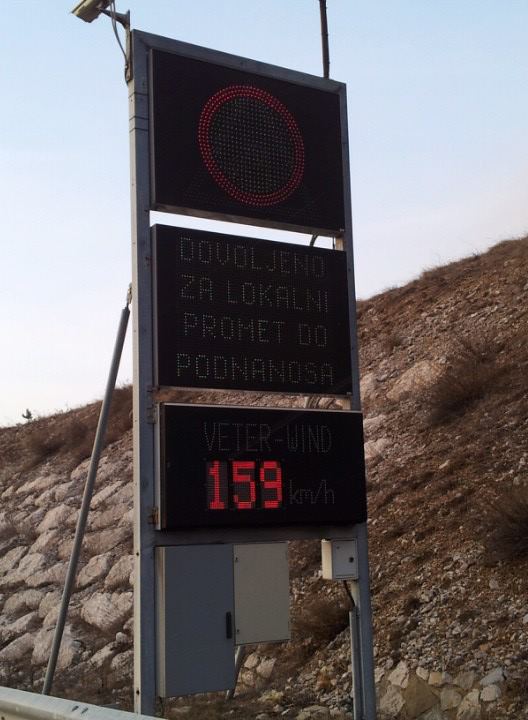 DOVOLJENO
ZA LOKALNI
PROMET DO
PODNANOSA
VETER-WIND
159 km/h